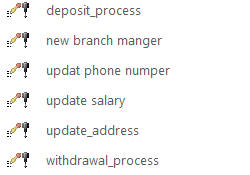 deposit_process
new branch manger
updat phone numper
update salary
update_address
withdrawal_process